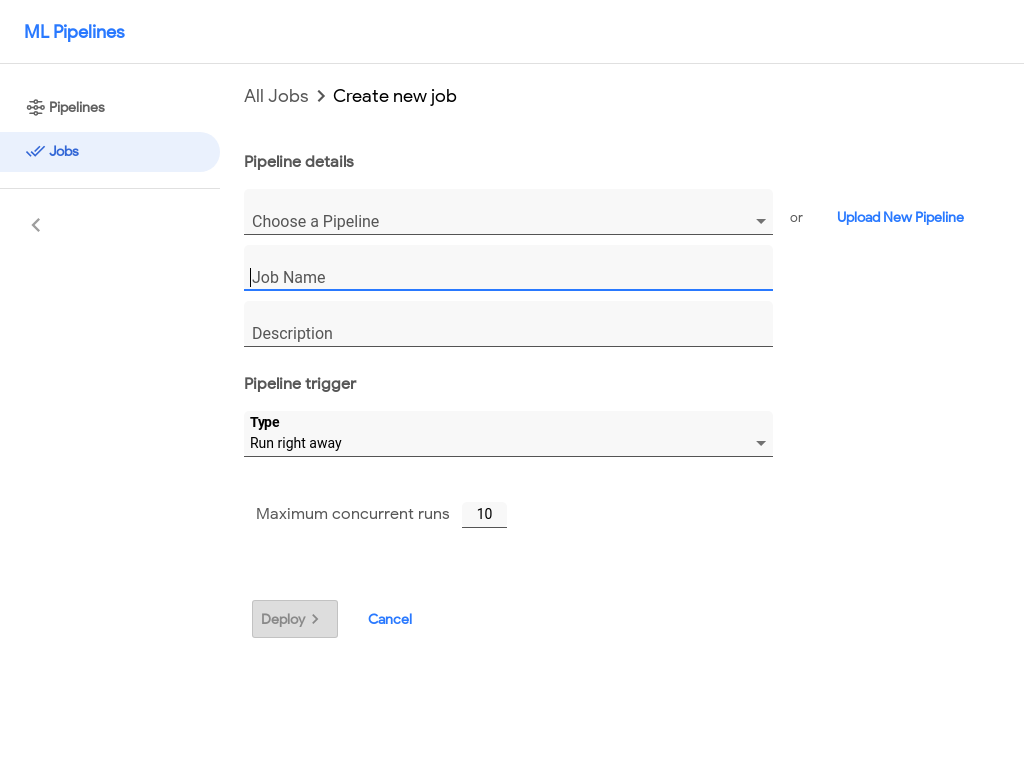 ML Pipelines
Pipelines
Jobs
All Jobs > Create new job
Pipeline details
Choose a Pipeline
or
Upload New Pipeline
Job Name
Description
Pipeline trigger
Type
Run right away
Maximum concurrent runs 10
Deploy
Cancel